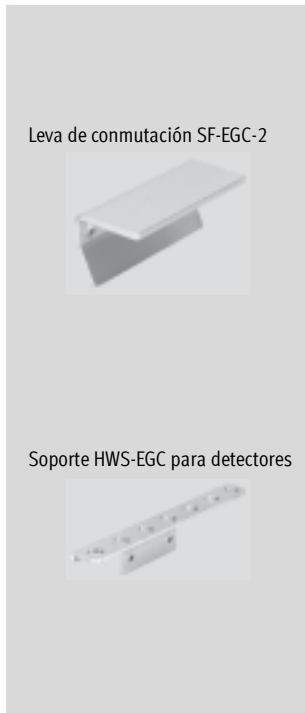 Leva de conmutación SF-EGC-2
Soporte HWS-EGC para detectores